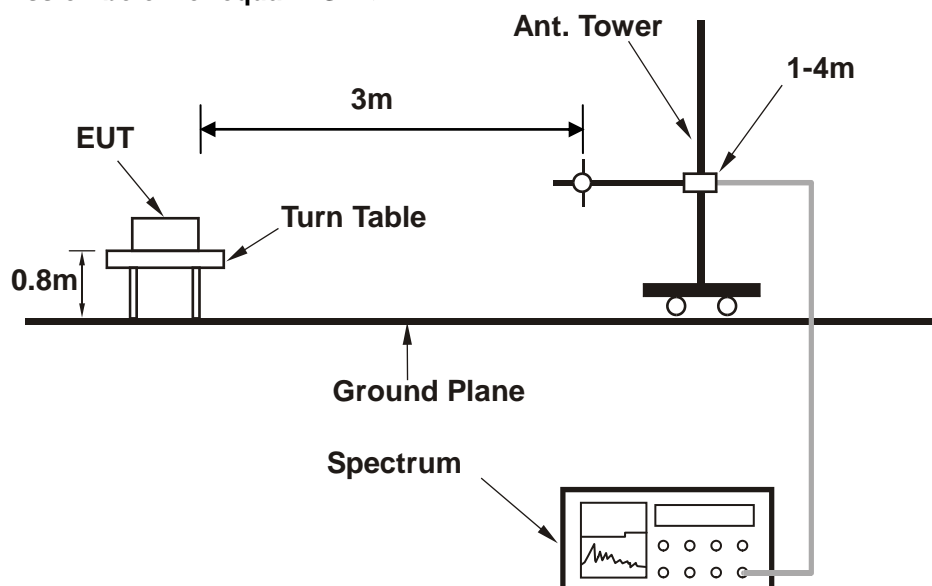 Ant. Tower
1-4m
3m
EUT
Turn Table
0.8m
Ground Plane
Spectrum